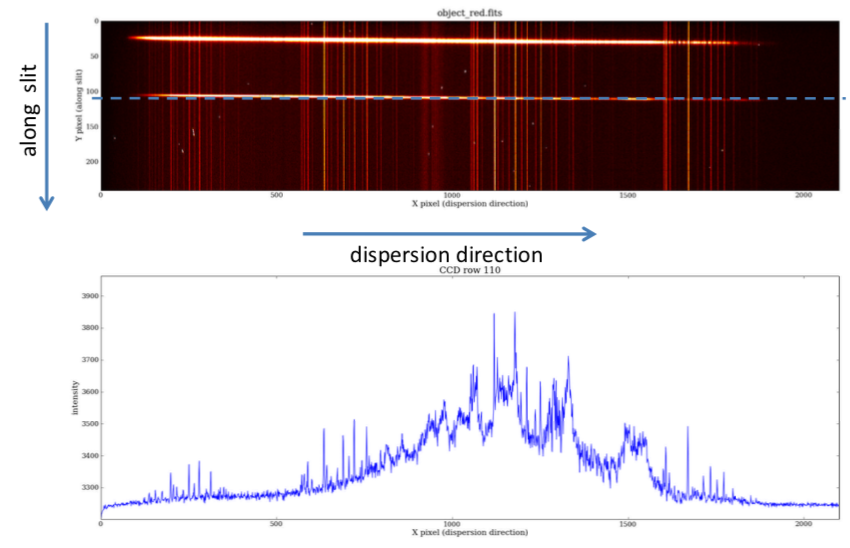 object_red.fits
along slit
Y pixel (along slit)
0
50
100
150
200
0 500 1000 1500 2000
X pixel (dispersion direction)
dispersion direction
CCD row 110
intensity
3900
3800
3700
3600
3500
3400
3300
0 500 1000 1500 2000
X pixel (dispersion direction)